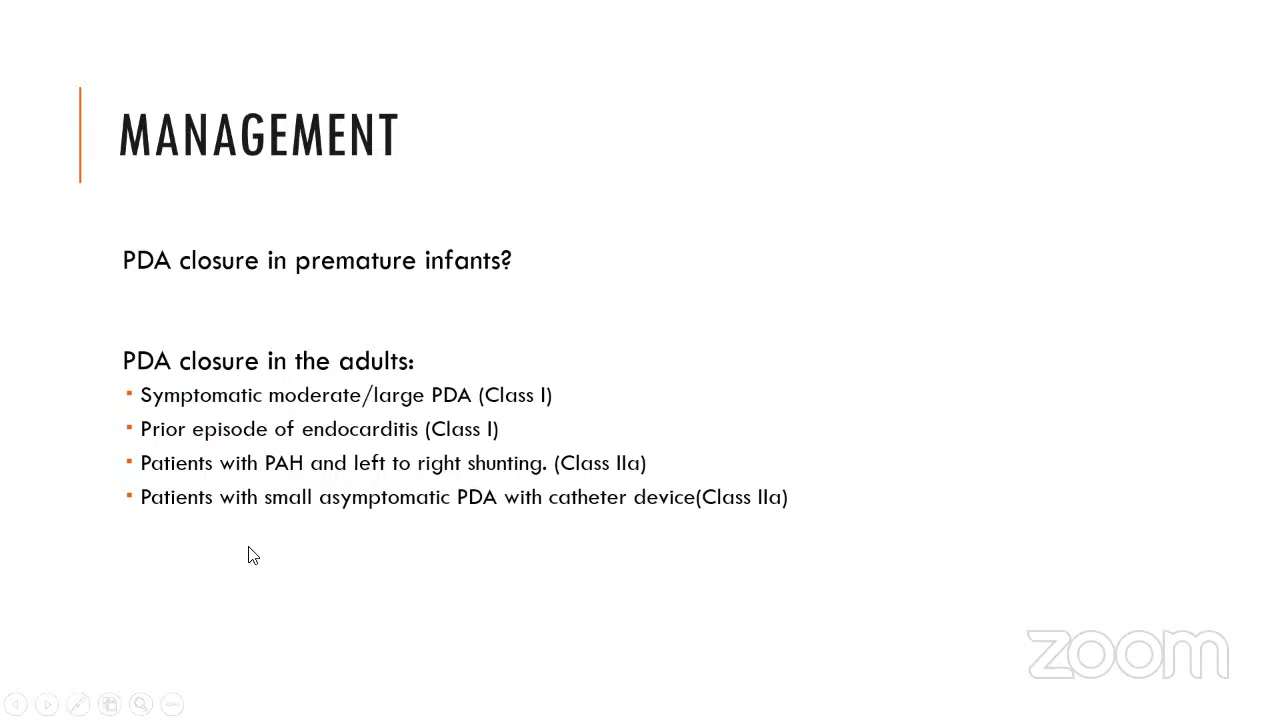 MANAGEMENT
PDA closure in premature infants?
PDA closure in the adults:
Symptomatic moderate/large PDA (Class I)
Prior episode of endocarditis (Class I)
Patients with PAH and left to right shunting. (Class IIa)
Patients with small asymptomatic PDA with catheter device(Class IIa)
zoom